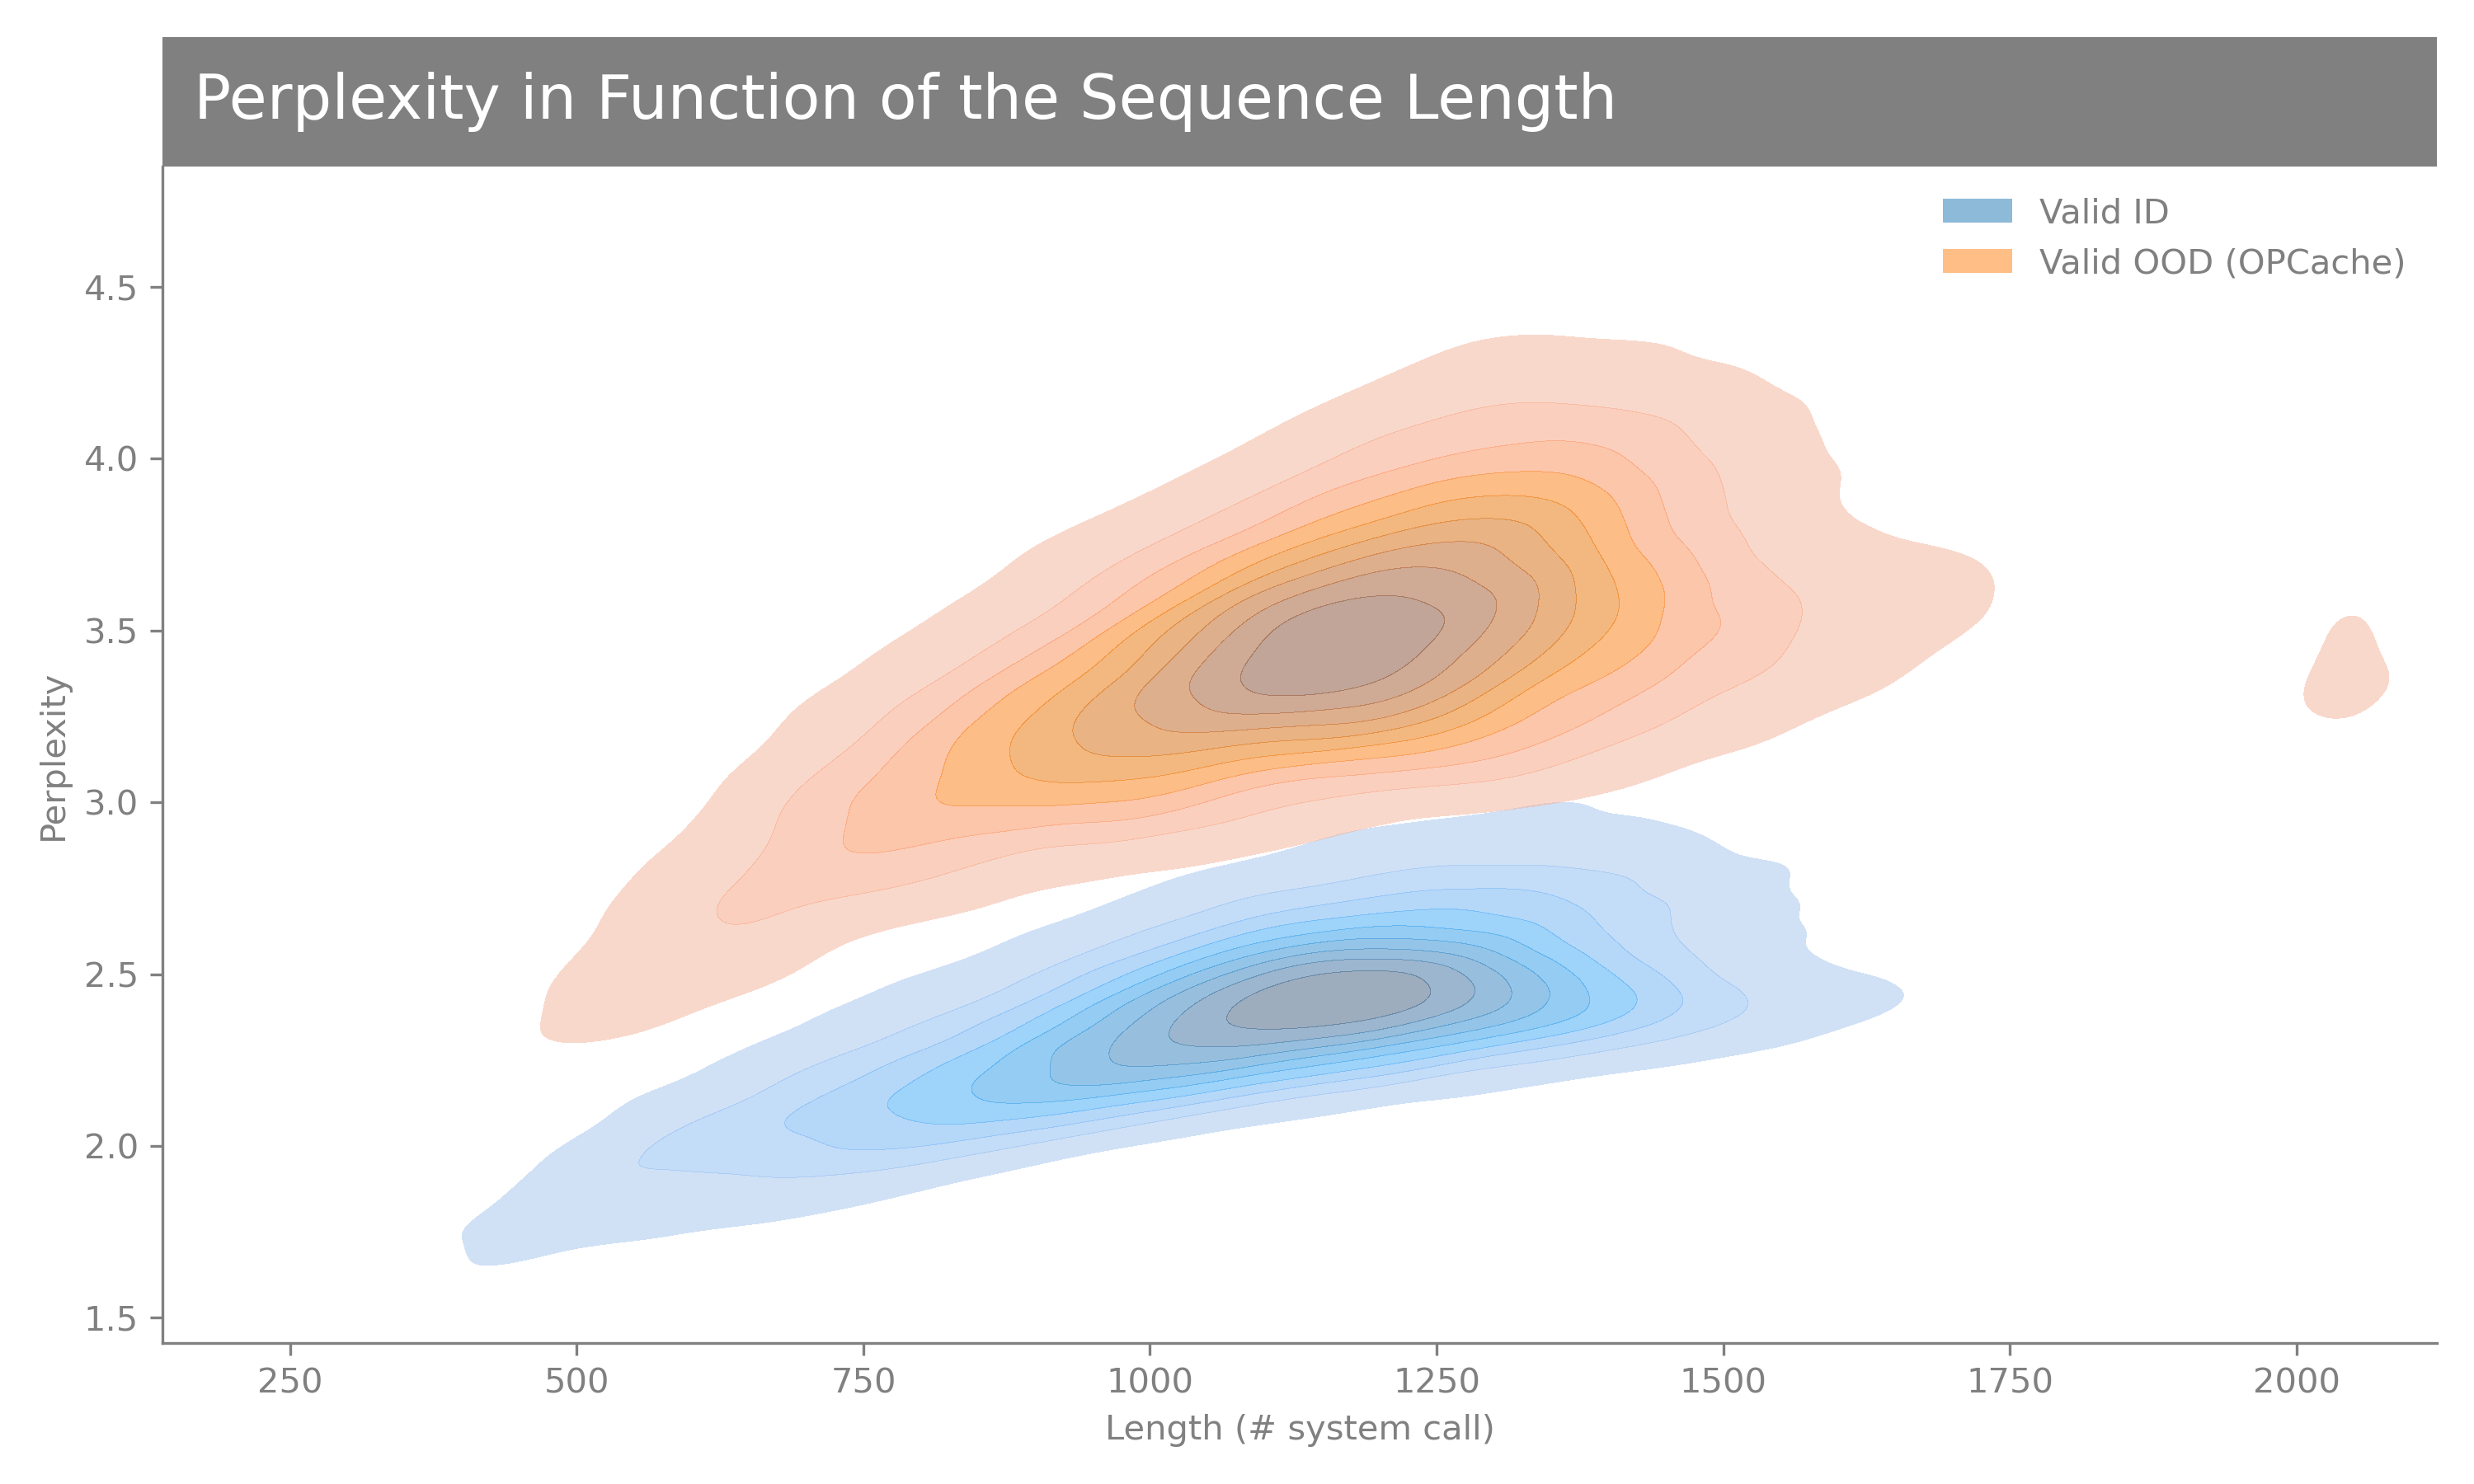 Perplexity in Function of the Sequence Length
Valid ID
Valid OOD (OPCache)
Perplexity
4.5
4.0
3.5
3.0
2.5
2.0
1.5
250 500 750 1000 1250 1500 1750 2000
Length (# system call)